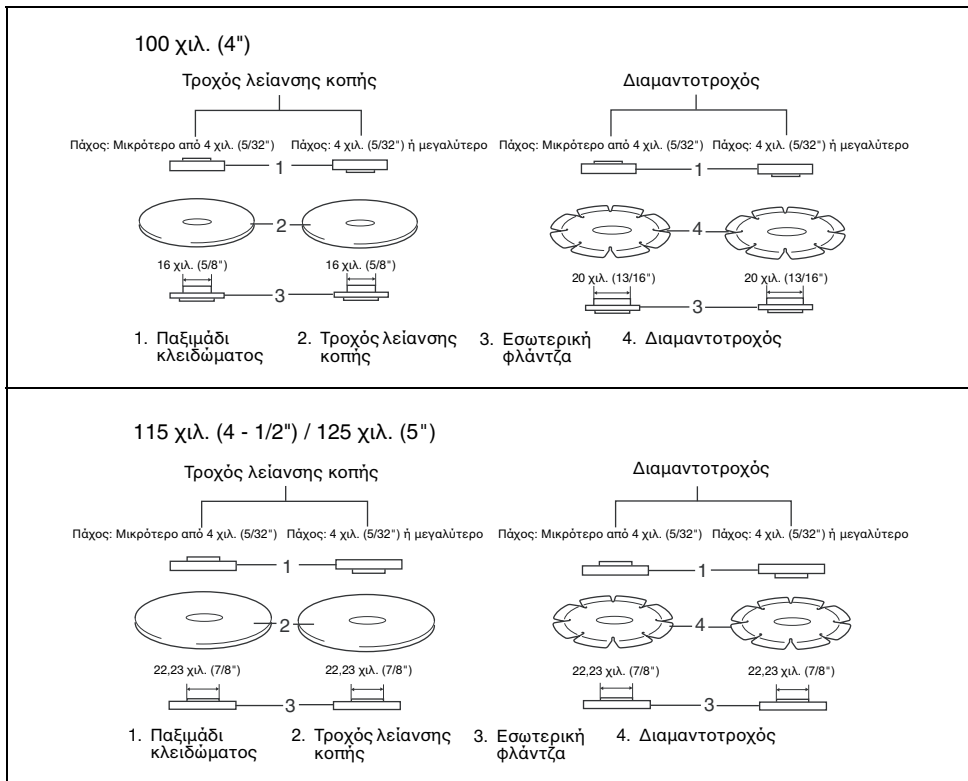 100 χιλ. (4")
Τροχός λείανσης κοπής
Διαμαντοτροχός
Πάχος: Μικρότερο από 4 χιλ. (5/32") Πάχος: 4 χιλ. (5/32") ή μεγαλύτερο
Πάχος: Μικρότερο από 4 χιλ. (5/32") Πάχος: 4 χιλ. (5/32") ή μεγαλύτερο
1
1
2
4
16 χιλ. (5/8")
16 χιλ. (5/8")
20 χιλ. (13/16")
20 χιλ. (13/16")
3
3
1. Παξιμάδι κλειδώματος
2. Τροχός λείανσης κοπής
3. Εσωτερική φλάντζα
4. Διαμαντοτροχός
115 χιλ. (4 - 1/2") / 125 χιλ. (5")
Τροχός λείανσης κοπής
Διαμαντοτροχός
Πάχος: Μικρότερο από 4 χιλ. (5/32") Πάχος: 4 χιλ. (5/32") ή μεγαλύτερο
Πάχος: Μικρότερο από 4 χιλ. (5/32") Πάχος: 4 χιλ. (5/32") ή μεγαλύτερο
1
1
2
4
22,23 χιλ. (7/8")
22,23 χιλ. (7/8")
22,23 χιλ. (7/8")
22,23 χιλ. (7/8")
3
3
1. Παξιμάδι κλειδώματος
2. Τροχός λείανσης κοπής
3. Εσωτερική φλάντζα
4. Διαμαντοτροχός